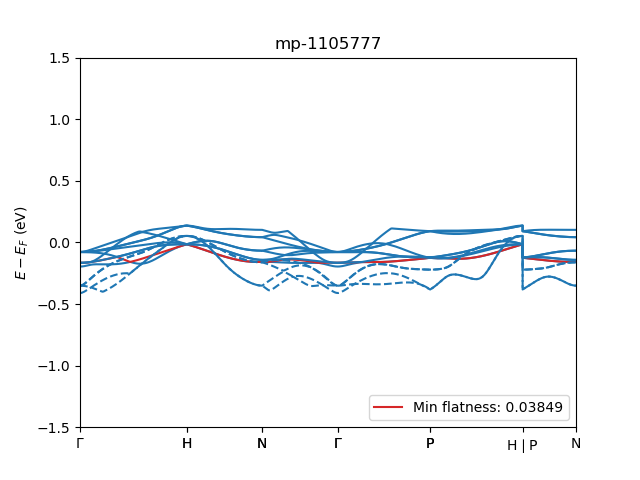 mp-1105777
E − E_F (eV)
1.5
1.0
0.5
0.0
−0.5
−1.0
−1.5
Min flatness: 0.03849
Γ H N Γ P H | P N